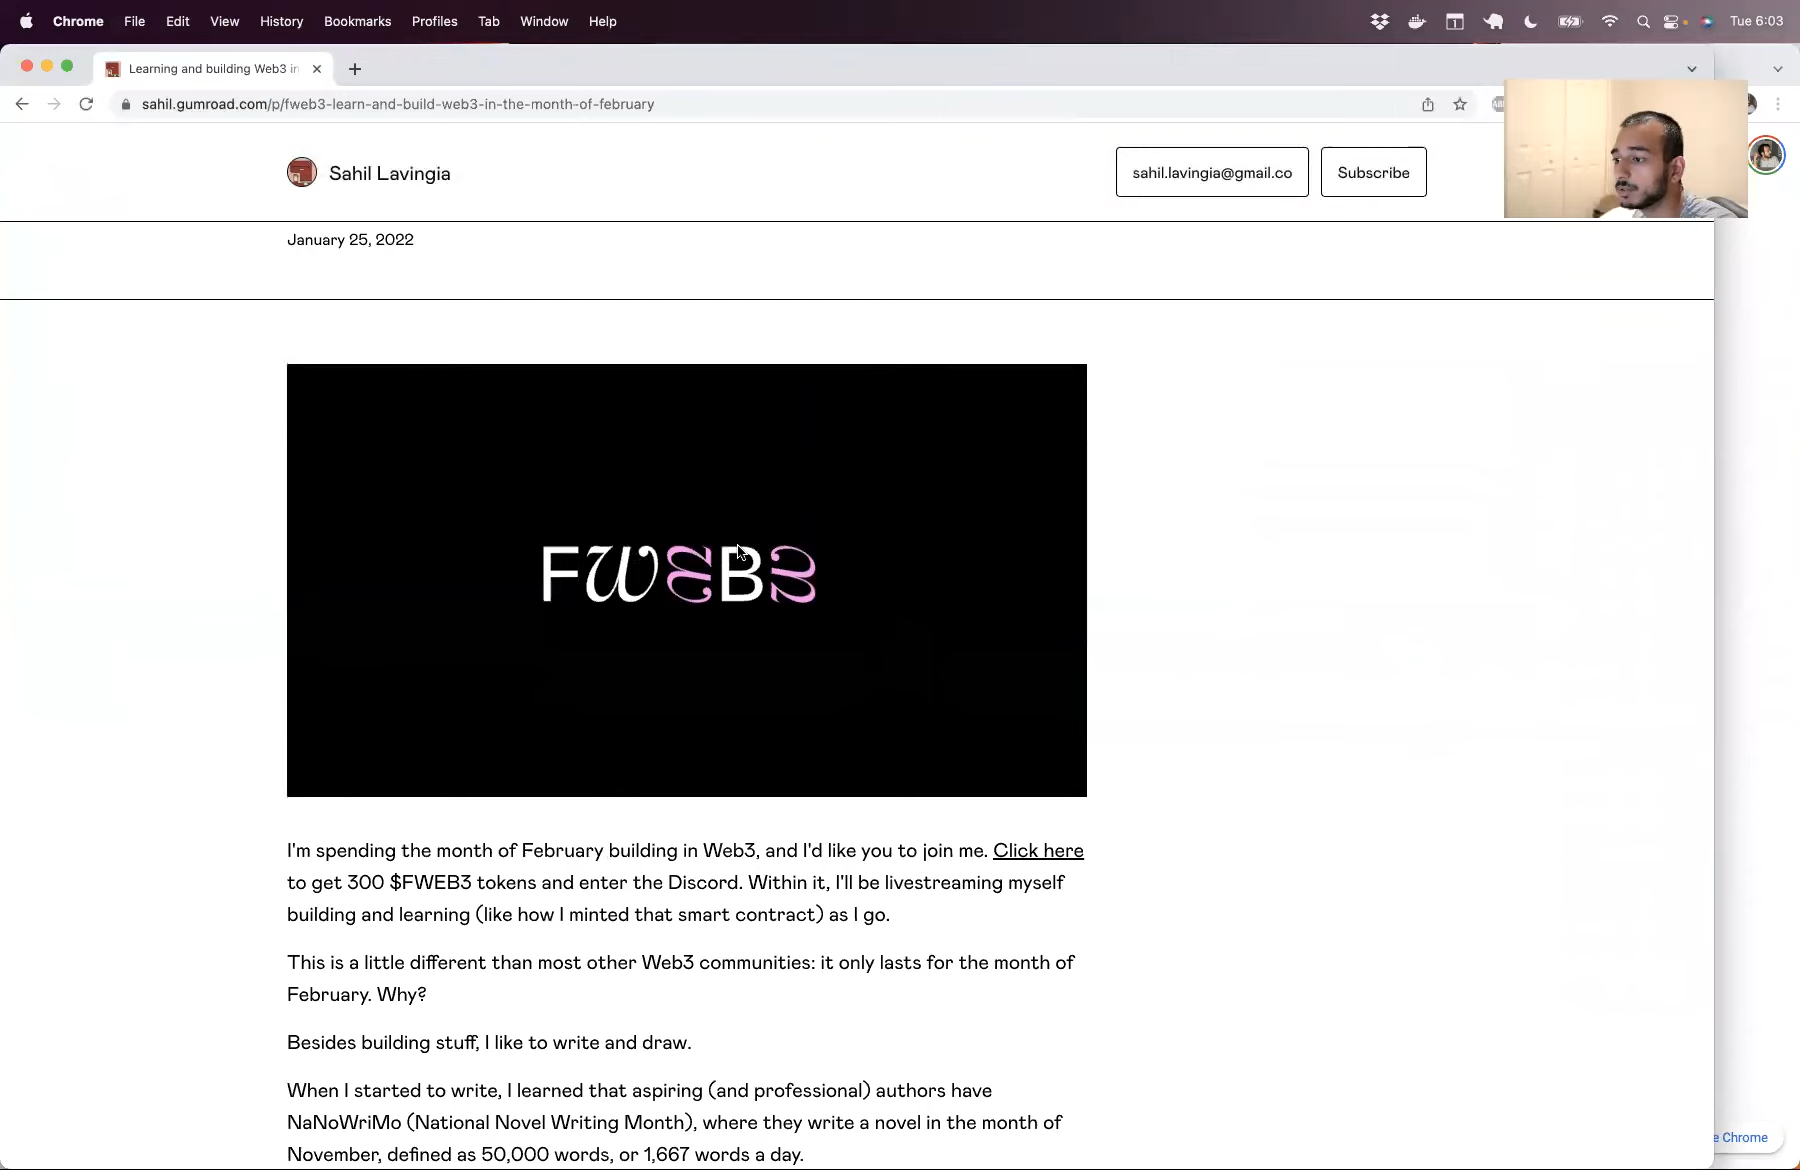 Chrome File Edit View History Bookmarks Profiles Tab Window Help Tue 6:03
Learning and building Web3 in
sahil.gumroad.com/p/fweb3-learn-and-build-web3-in-the-month-of-february
Sahil Lavingia sahil.lavingia@gmail.co Subscribe
January 25, 2022
FWEB3
I'm spending the month of February building in Web3, and I'd like you to join me. Click here
to get 300 $FWEB3 tokens and enter the Discord. Within it, I'll be livestreaming myself
building and learning (like how I minted that smart contract) as I go.
This is a little different than most other Web3 communities: it only lasts for the month of
February. Why?
Besides building stuff, I like to write and draw.
When I started to write, I learned that aspiring (and professional) authors have
NaNoWriMo (National Novel Writing Month), where they write a novel in the month of
November, defined as 50,000 words, or 1,667 words a day.
e Chrome